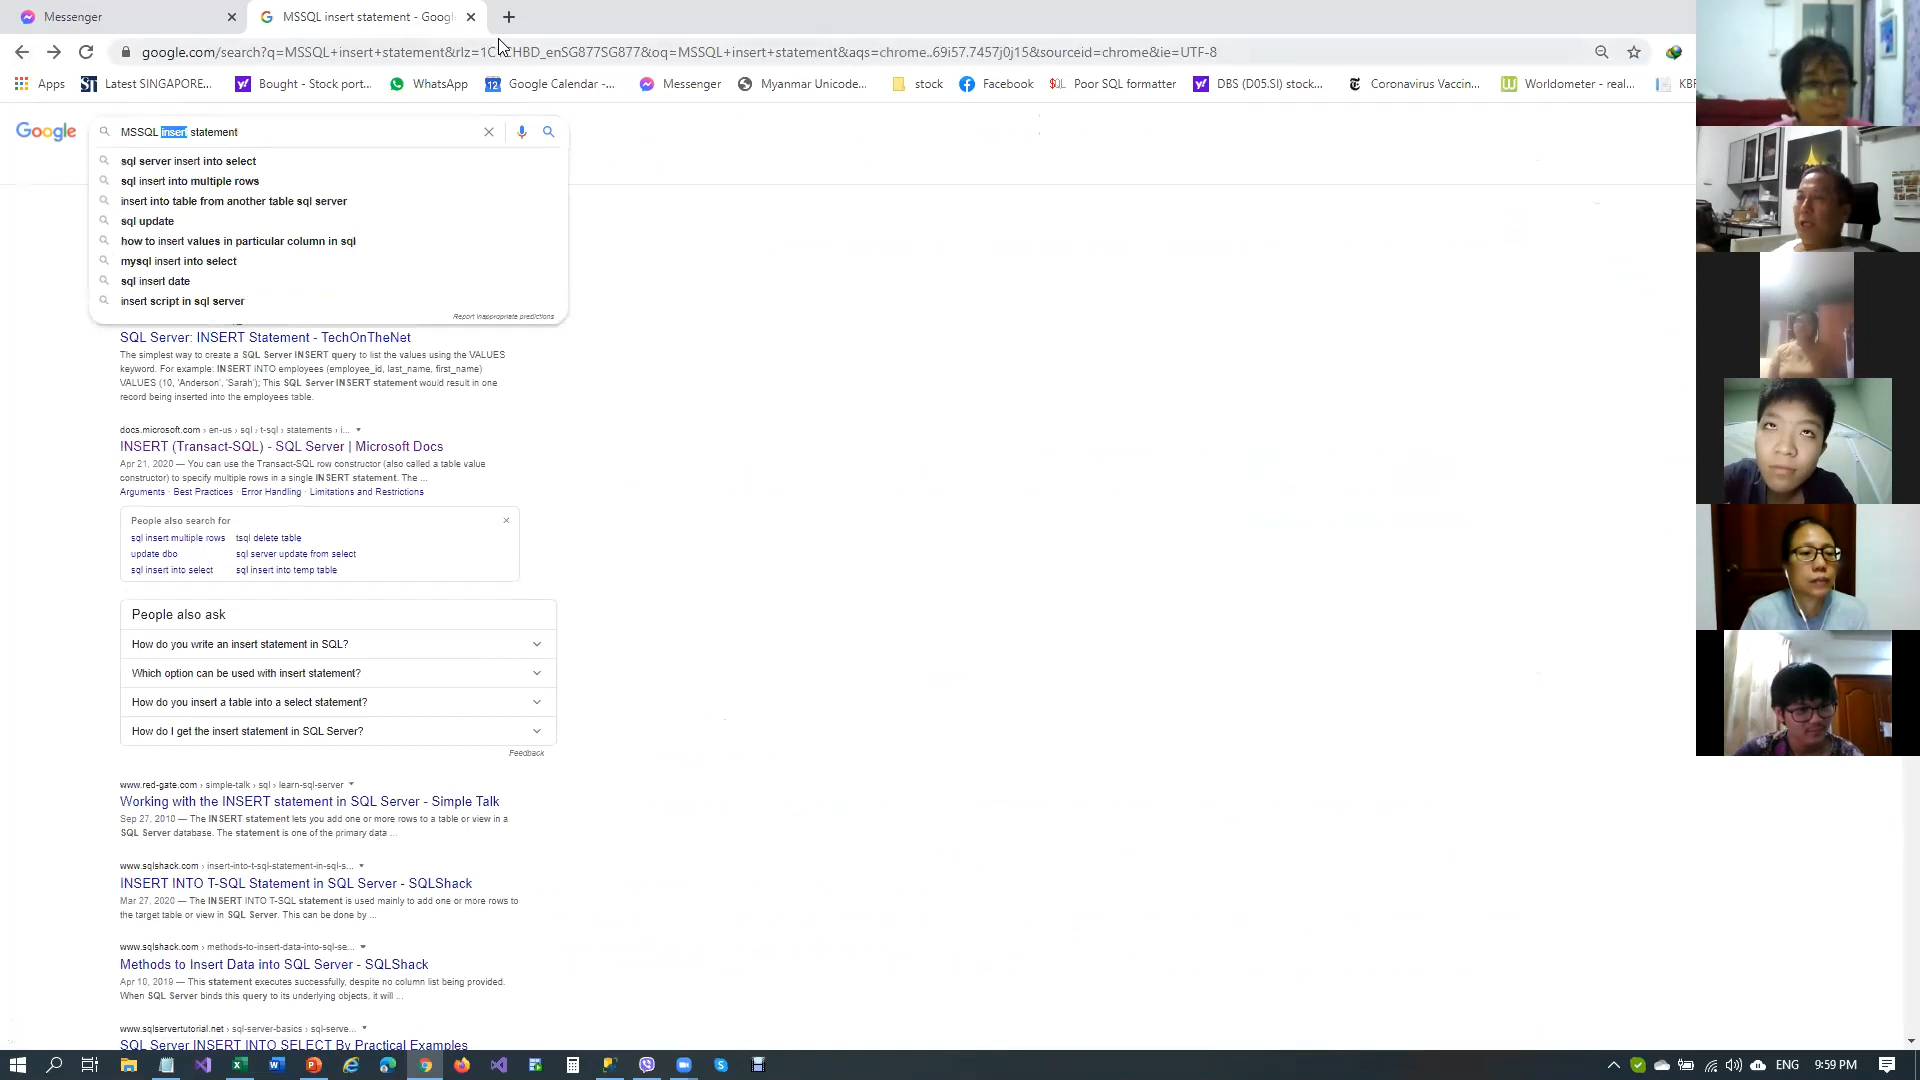 Messenger
MSSQL insert statement - Googl
google.com/search?q=MSSQL+insert+statement&rlz=1C
HBD_enSG877SG877&oq=MSSQL+insert+statement&aqs=chrome..69i57.7457j0j15&sourceid=chrome&ie=UTF-8
Apps
Latest SINGAPORE...
Bought - Stock port...
WhatsApp
Google Calendar -...
Messenger
Myanmar Unicode...
stock
Facebook
Poor SQL formatter
DBS (D05.SI) stock...
Coronavirus Vaccin...
Worldometer - real...
Google
MSSQL insert statement
sql server insert into select
sql insert into multiple rows
insert into table from another table sql server
sql update
how to insert values in particular column in sql
mysql insert into select
sql insert date
insert script in sql server
Report inappropriate predictions
SQL Server: INSERT Statement - TechOnTheNet
The simplest way to create a SQL Server INSERT query to list the values using the VALUES
keyword. For example: INSERT INTO employees (employee_id, last_name, first_name)
VALUES (10, 'Anderson', 'Sarah'); This SQL Server INSERT statement would result in one
record being inserted into the employees table.
docs.microsoft.com › en-us › sql › t-sql › statements › i...
INSERT (Transact-SQL) - SQL Server | Microsoft Docs
Apr 21, 2020 — You can use the Transact-SQL row constructor (also called a table value
constructor) to specify multiple rows in a single INSERT statement. The ...
Arguments · Best Practices · Error Handling · Limitations and Restrictions
People also search for
sql insert multiple rows tsql delete table
update dbo sql server update from select
sql insert into select sql insert into temp table
People also ask
How do you write an insert statement in SQL?
Which option can be used with insert statement?
How do you insert a table into a select statement?
How do I get the insert statement in SQL Server?
Feedback
www.red-gate.com › simple-talk › sql › learn-sql-server
Working with the INSERT statement in SQL Server - Simple Talk
Sep 27, 2010 — The INSERT statement lets you add one or more rows to a table or view in a
SQL Server database. The statement is one of the primary data ...
www.sqlshack.com › insert-into-t-sql-statement-in-sql-s...
INSERT INTO T-SQL Statement in SQL Server - SQLShack
Mar 27, 2020 — The INSERT INTO T-SQL statement is used mainly to add one or more rows to
the target table or view in SQL Server. This can be done by ...
www.sqlshack.com › methods-to-insert-data-into-sql-se...
Methods to Insert Data into SQL Server - SQLShack
Apr 10, 2019 — This statement executes successfully, despite no column list being provided.
When SQL Server binds this query to its underlying objects, it will ...
www.sqlservertutorial.net › sql-server-basics › sql-serve...
SQL Server INSERT INTO SELECT By Practical Examples
ENG
9:59 PM